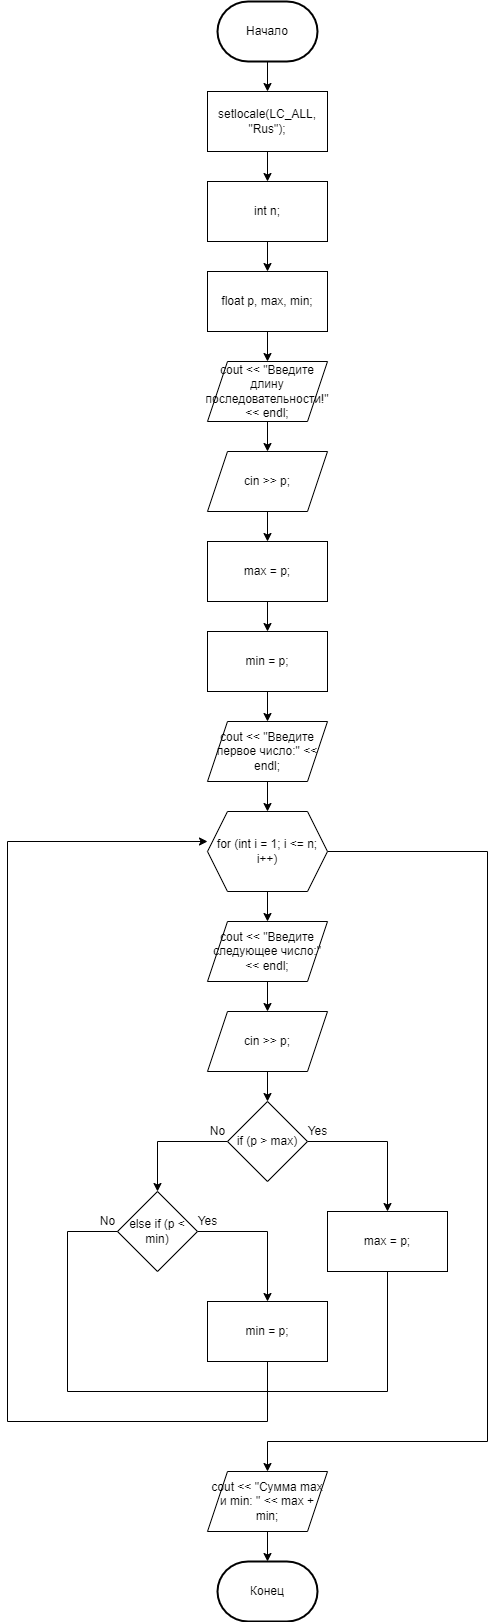 Начало
setlocale(LC_ALL,
"Rus");
int n;
float p, max, min;
cout << "Введите
длину
последовательности!"
<< endl;
cin >> p;
max = p;
min = p;
cout << "Введите
первое число:" <<
endl;
for (int i = 1; i <= n;
i++)
cout << "Введите
следующее число:"
<< endl;
cin >> p;
No
if (p > max)
Yes
No
else if (p <
min)
Yes
max = p;
min = p;
cout << "Сумма max
и min: " << max +
min;
Конец